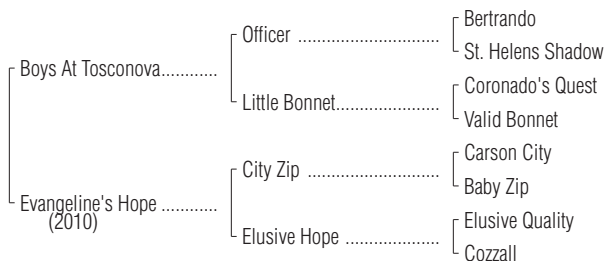 Bertrando
Officer ..............................
St. Helens Shadow
Boys At Tosconova............
Coronado's Quest
Little Bonnet......................
Valid Bonnet
Carson City
City Zip ............................
Baby Zip
Evangeline's Hope ............
(2010)
Elusive Quality
Elusive Hope ....................
Cozzall